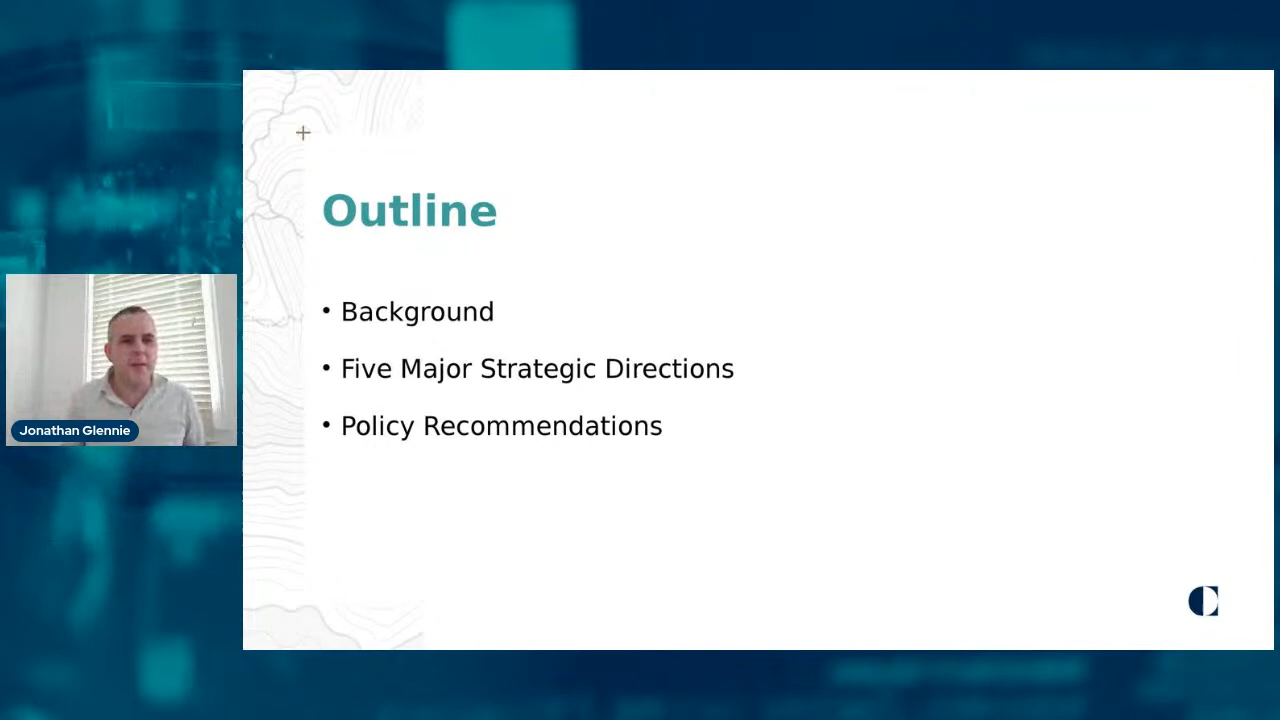 Outline
• Background
• Five Major Strategic Directions
• Policy Recommendations
Jonathan Glennie